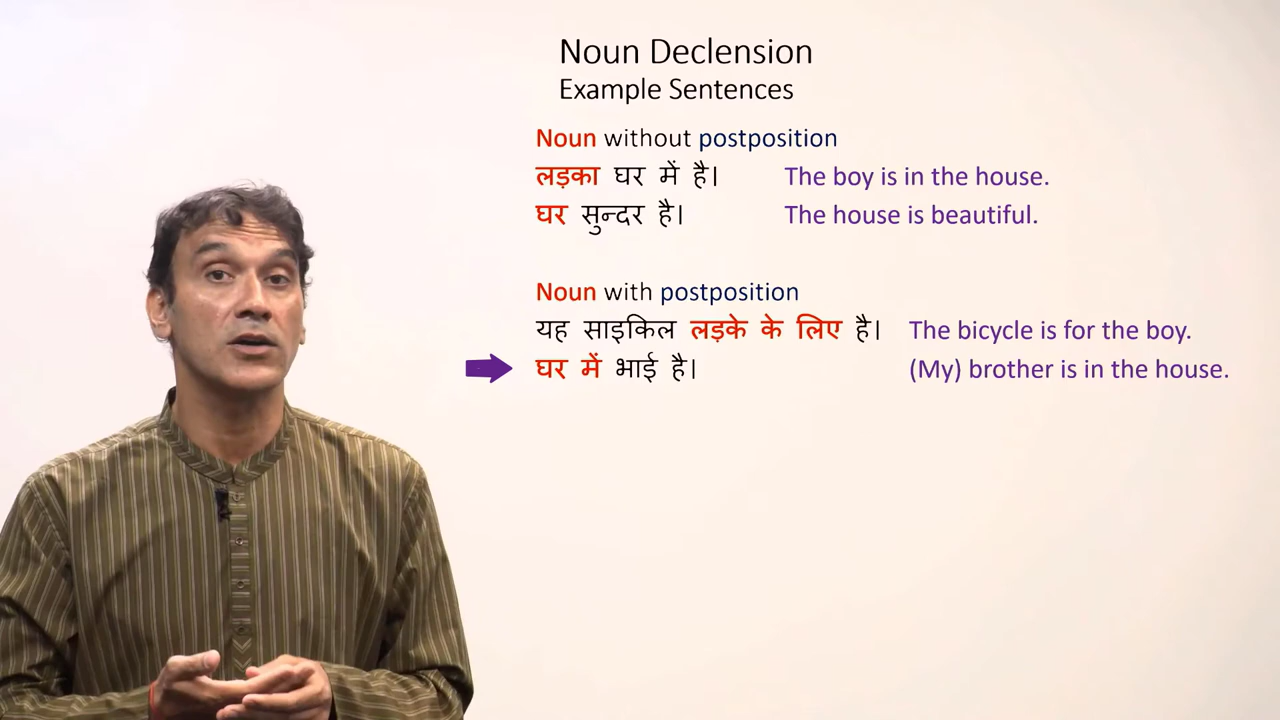 Noun Declension
Example Sentences
Noun without postposition
लड़का घर में है। The boy is in the house.
घर सुन्दर है। The house is beautiful.
Noun with postposition
यह साइकिल लड़के के लिए है। The bicycle is for the boy.
घर में भाई है। (My) brother is in the house.